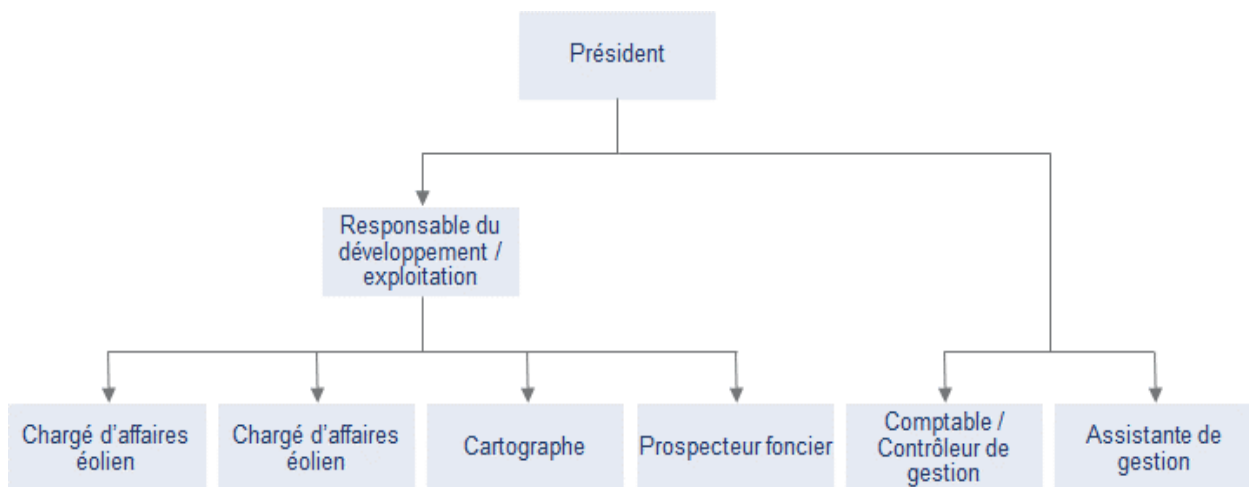 Président
Responsable du
développement /
exploitation
Chargé d’affaires
éolien
Chargé d’affaires
éolien
Cartographe
Prospecteur foncier
Comptable /
Contrôleur de
gestion
Assistante de
gestion